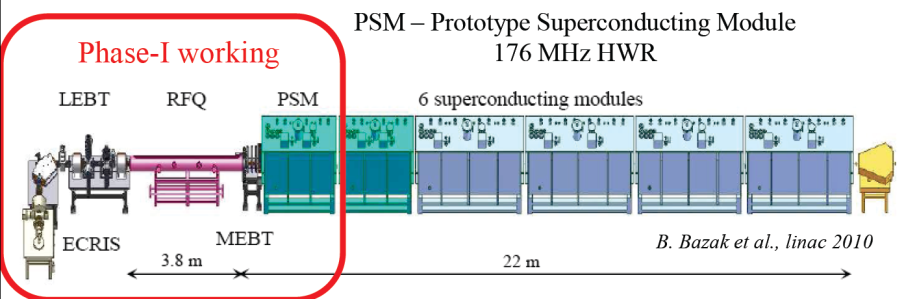 PSM – Prototype Superconducting Module
176 MHz HWR
Phase-I working
LEBT
RFQ
PSM
6 superconducting modules
ECRIS
MEBT
B. Bazak et al., linac 2010
3.8 m
22 m